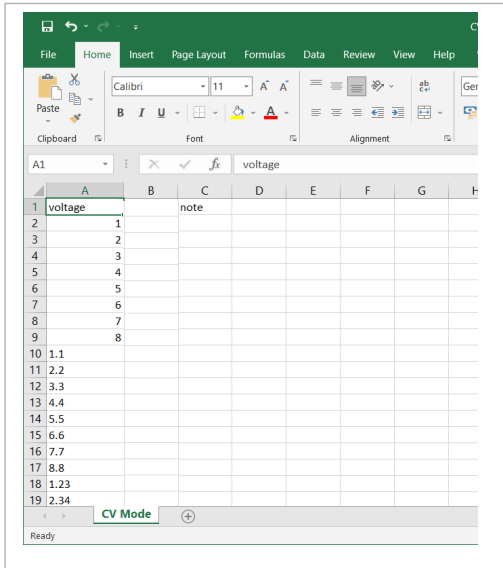 C
File Home Insert Page Layout Formulas Data Review View Help
Paste
Calibri 11 A A ab Ger
B I U A
Clipboard Font Alignment
A1 fx voltage
A B C D E F G H
1 voltage note
2 1
3 2
4 3
5 4
6 5
7 6
8 7
9 8
10 1.1
11 2.2
12 3.3
13 4.4
14 5.5
15 6.6
16 7.7
17 8.8
18 1.23
19 2.34
CV Mode
Ready